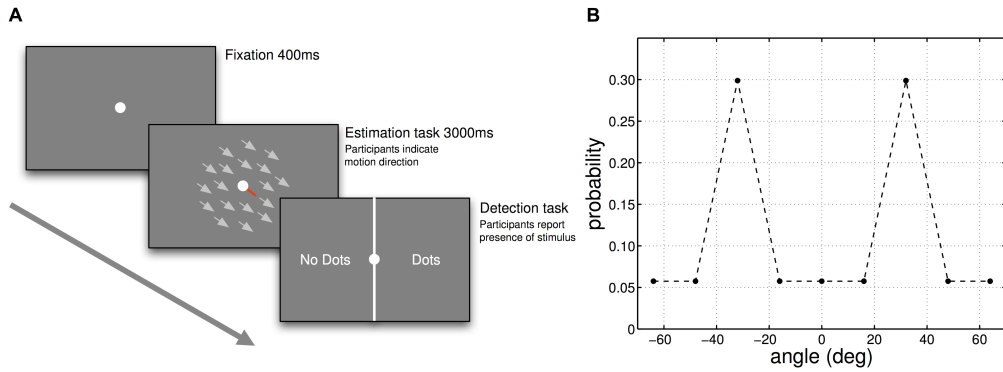 A
Fixation 400ms
Estimation task 3000ms
Participants indicate
motion direction
Detection task
Participants report
presence of stimulus
No Dots
Dots
B
probability
0.30
0.25
0.20
0.15
0.10
0.05
0
−60 −40 −20 0 20 40 60
angle (deg)